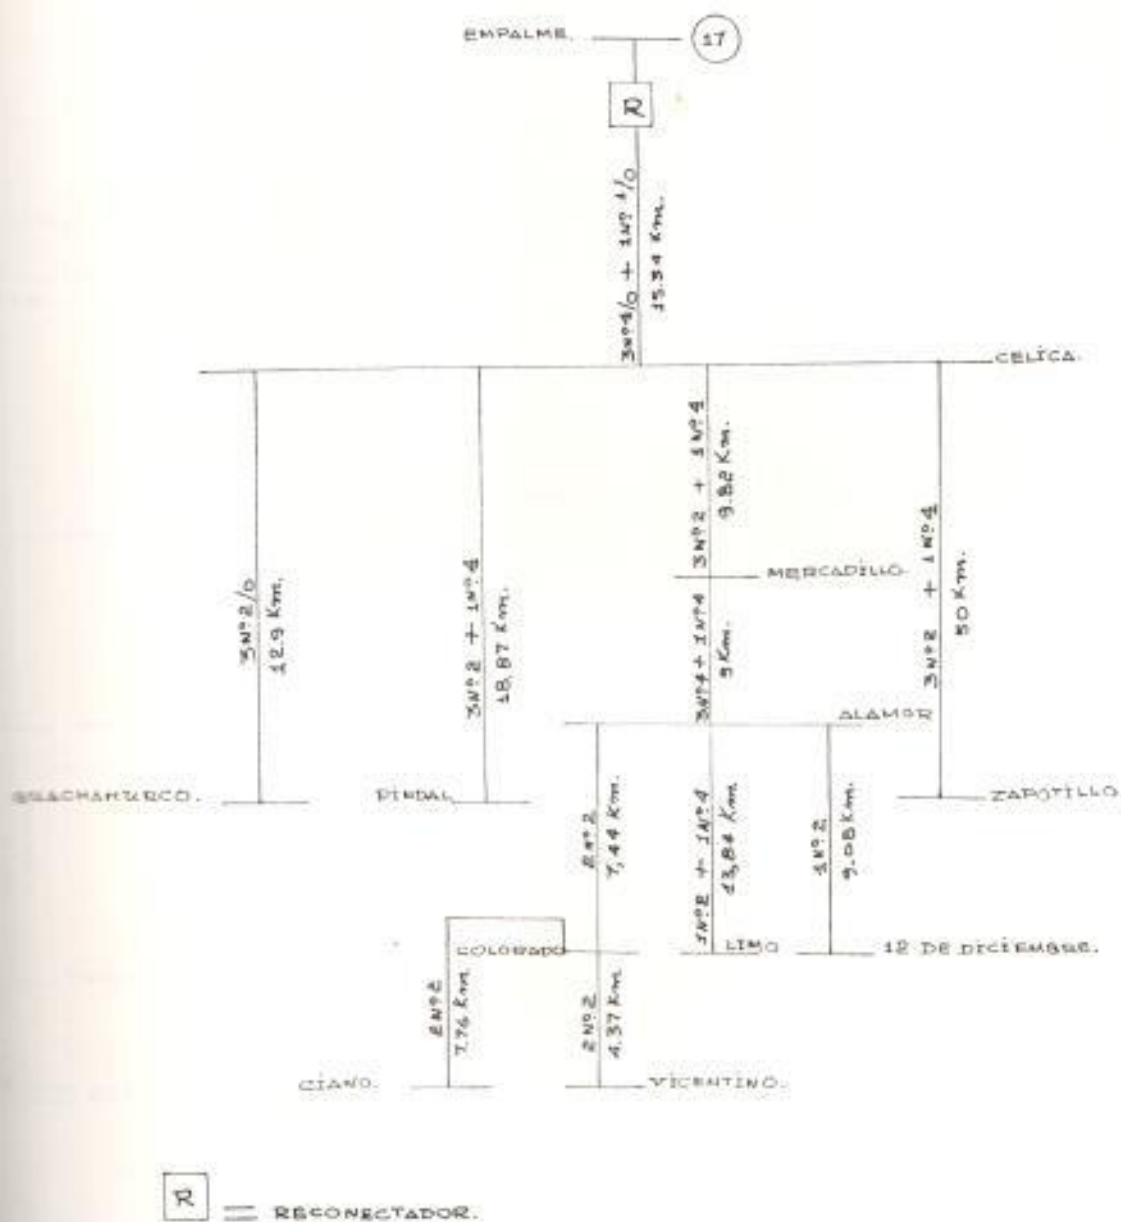 EMPALME.
17
R
3Nº4/0 + 1Nº 1/0
15.34 Km.
CELICA.
3Nº2 + 1Nº4
9.82 Km.
MERCADILLO.
3Nº2/0
12.9 Km.
3Nº2 + 1Nº4
18,87 Km.
3Nº4 + 1Nº4
9 Km.
3Nº2 + 1Nº4
50 Km.
ALAMOR
PINDAL
ZAPOTILLO
2Nº2
7,44 Km.
1Nº2 + 1Nº4
13,84 Km
1Nº2
9.08 Km.
COLORADO
LIMO
12 DE DICIEMBRE.
2Nº2
7,76 Km
2Nº2
4,37 Km
CIANO.
VICENTINO.
R = RECONECTADOR.